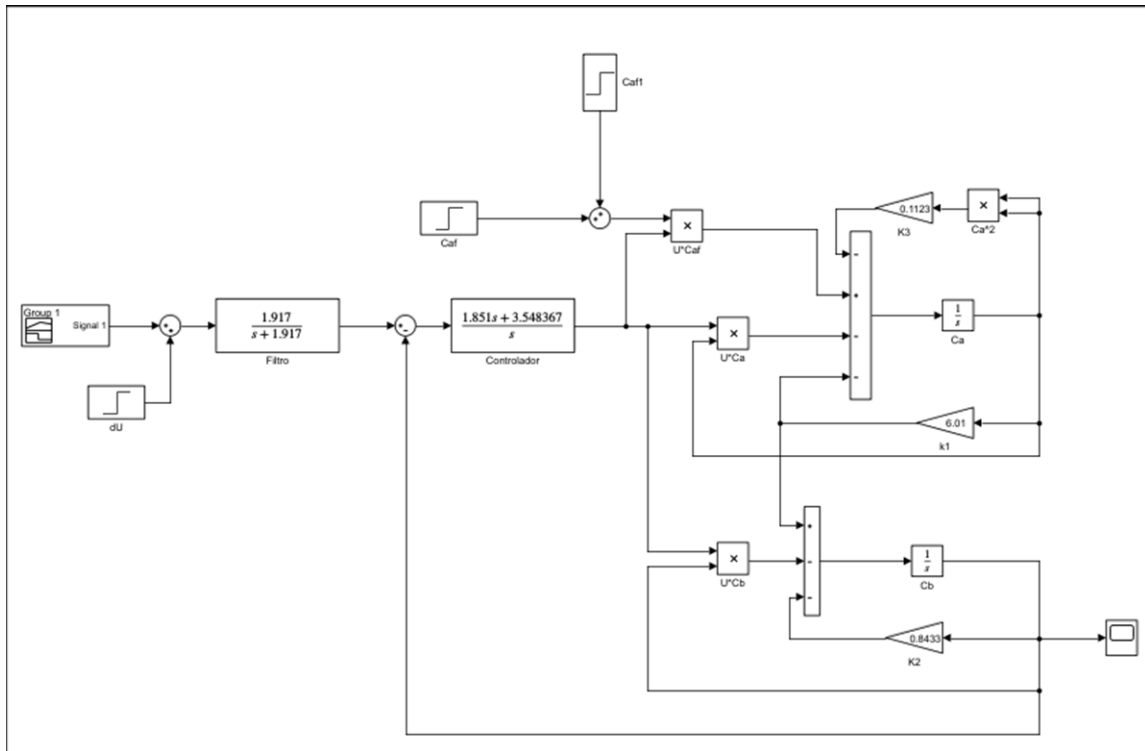 Caf1
Caf
U*Caf
0.1123
K3
Ca^2
Group 1
Signal 1
dU
1.917
s + 1.917
Filtro
1.851s + 3.548367
s
Controlador
U*Ca
1
s
Ca
6.01
k1
U*Cb
1
s
Cb
0.8433
K2